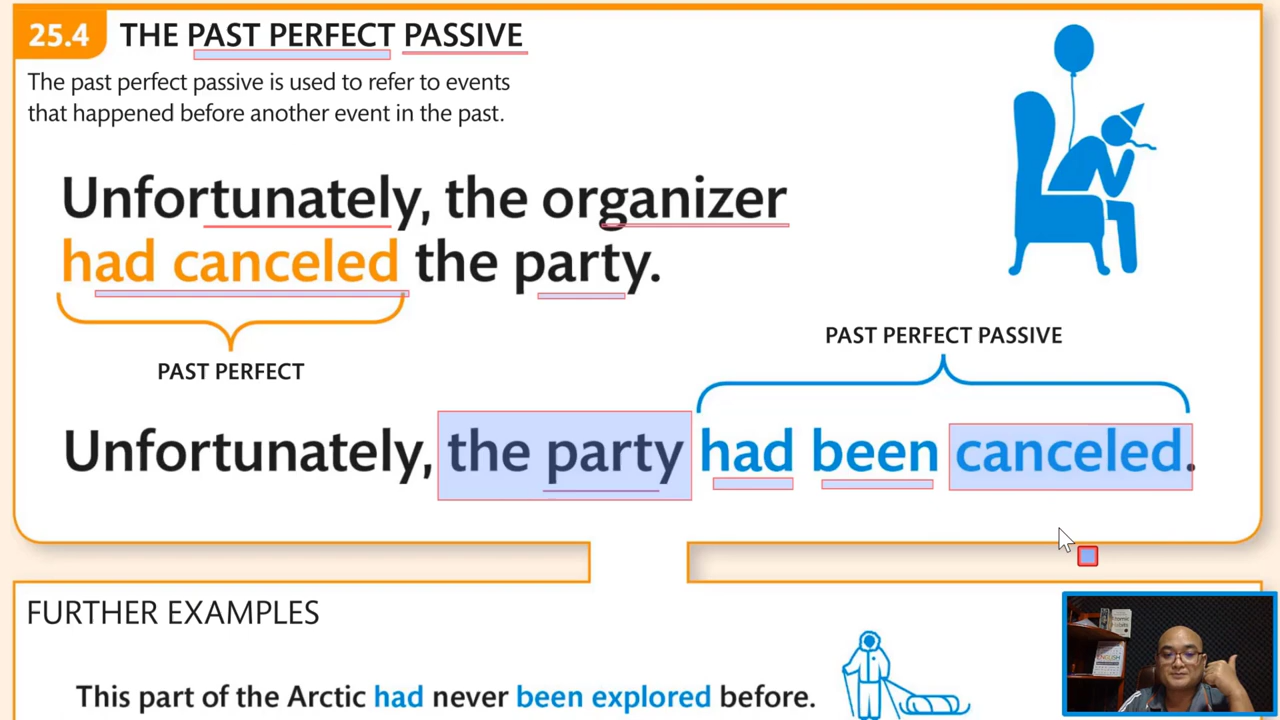 25.4 THE PAST PERFECT PASSIVE
The past perfect passive is used to refer to events
that happened before another event in the past.
Unfortunately, the organizer
had canceled the party.
PAST PERFECT
PAST PERFECT PASSIVE
Unfortunately, the party had been canceled.
FURTHER EXAMPLES
This part of the Arctic had never been explored before.
ENGLISH